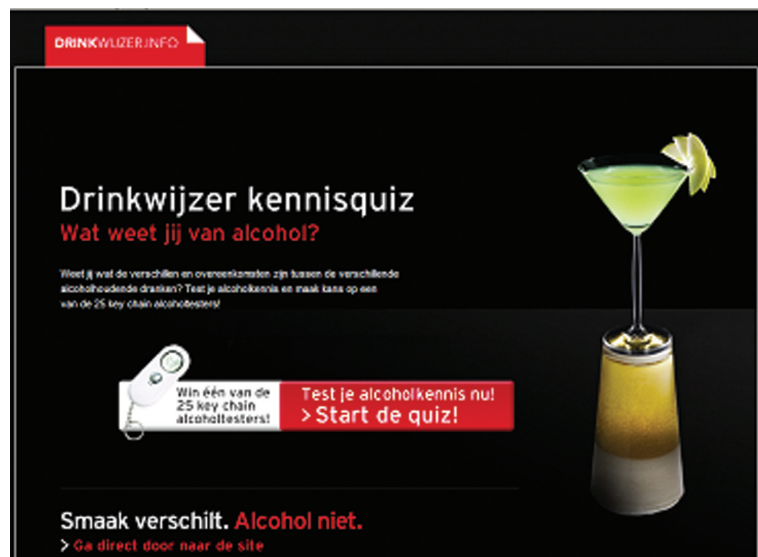 DRINKWIJZER.INFO
Drinkwijzer kennisquiz
Wat weet jij van alcohol?
Weet jij wat de verschillen en overeenkomsten zijn tussen de verschillende
alcoholhoudende dranken? Test je alcoholkennis en maak kans op een
van de 25 key chain alcoholtesters!
Win één van de
25 key chain
alcoholtesters!
Test je alcoholkennis nu!
> Start de quiz!
Smaak verschilt. Alcohol niet.
> Ga direct door naar de site